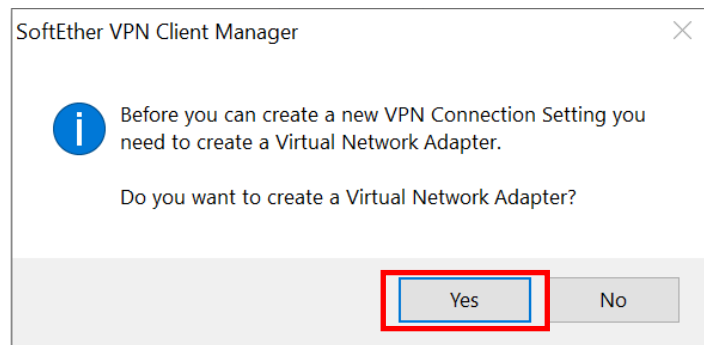 SoftEther VPN Client Manager
Before you can create a new VPN Connection Setting you
need to create a Virtual Network Adapter.
Do you want to create a Virtual Network Adapter?
Yes
No